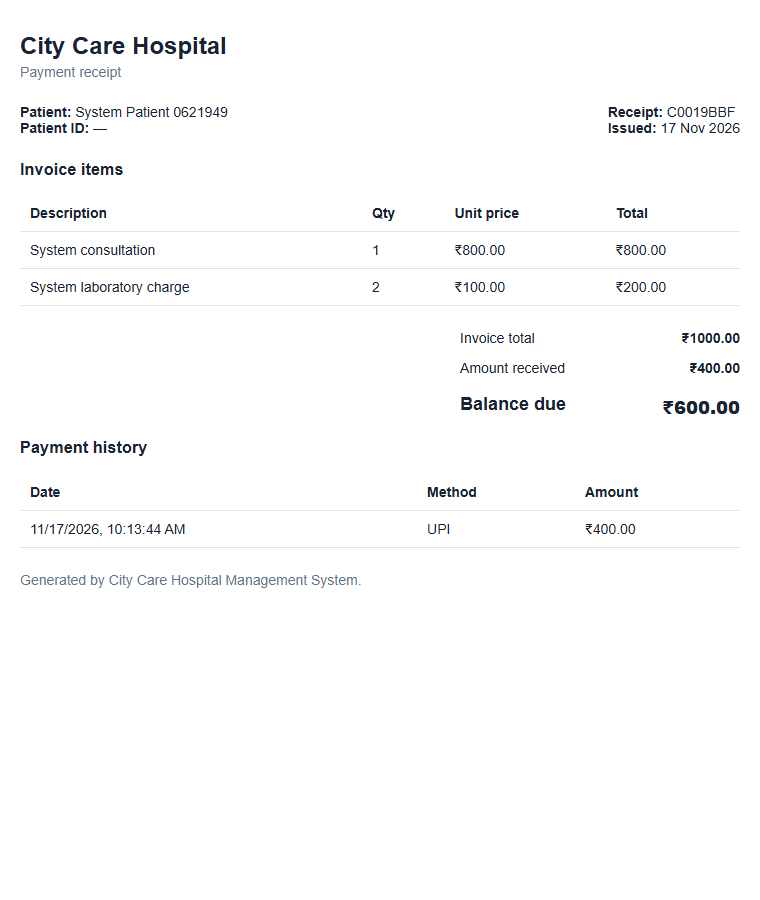 City Care Hospital
Payment receipt
Patient: System Patient 0621949
Patient ID: —
Receipt: C0019BBF
Issued: 17 Nov 2026
Invoice items
Description Qty Unit price Total
System consultation 1 ₹800.00 ₹800.00
System laboratory charge 2 ₹100.00 ₹200.00
Invoice total ₹1000.00
Amount received ₹400.00
Balance due ₹600.00
Payment history
Date Method Amount
11/17/2026, 10:13:44 AM UPI ₹400.00
Generated by City Care Hospital Management System.